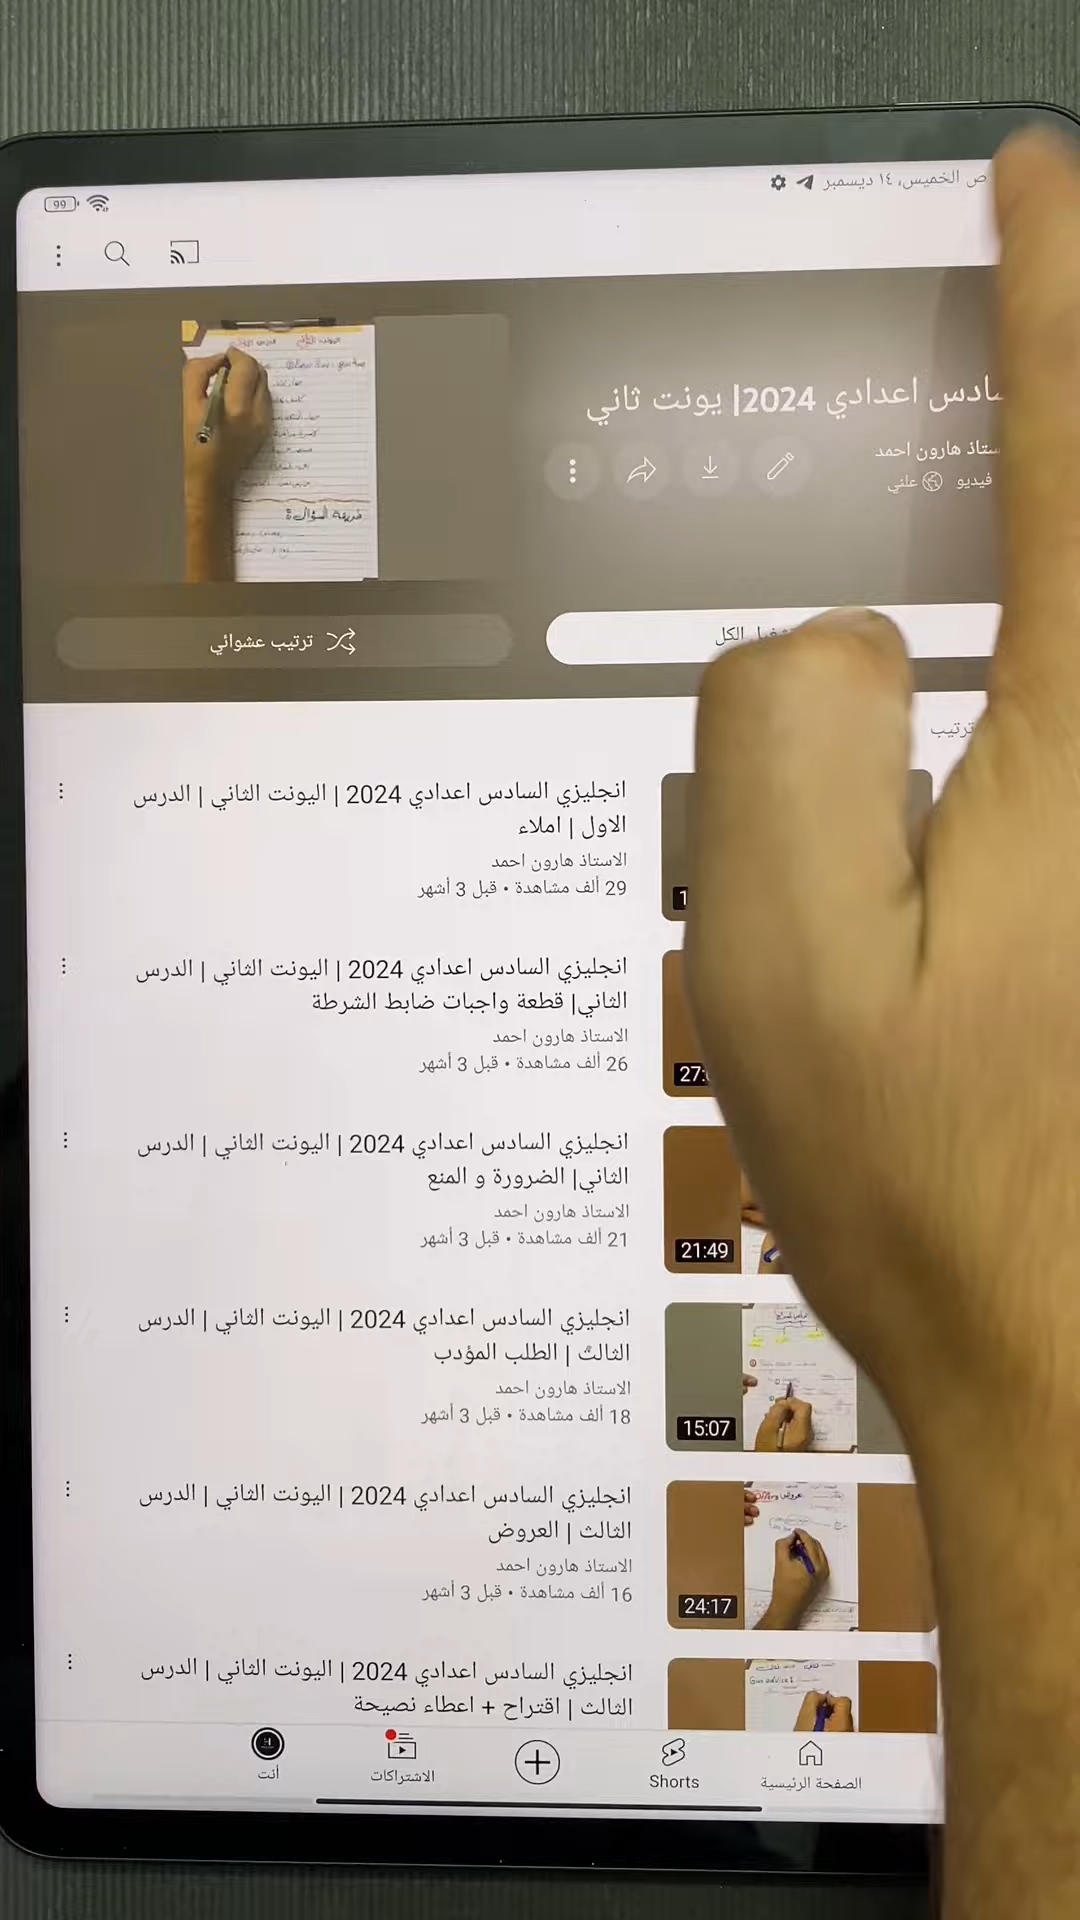 ص الخميس، ١٤ ديسمبر
99
اعدادي 2024| يونت ثاني
هارون احمد
فيديو علني
ترتيب عشوائي
الكل
ترتيب
انجليزي السادس اعدادي 2024 | اليونت الثاني | الدرس
الاول | املاء
الاستاذ هارون احمد
29 ألف مشاهدة • قبل 3 أشهر
انجليزي السادس اعدادي 2024 | اليونت الثاني | الدرس
الثاني| قطعة واجبات ضابط الشرطة
الاستاذ هارون احمد
26 ألف مشاهدة • قبل 3 أشهر
انجليزي السادس اعدادي 2024 | اليونت الثاني | الدرس
الثاني| الضرورة و المنع
الاستاذ هارون احمد
21 ألف مشاهدة • قبل 3 أشهر
21:49
انجليزي السادس اعدادي 2024 | اليونت الثاني | الدرس
الثالث | الطلب المؤدب
الاستاذ هارون احمد
18 ألف مشاهدة • قبل 3 أشهر
15:07
انجليزي السادس اعدادي 2024 | اليونت الثاني | الدرس
الثالث | العروض
الاستاذ هارون احمد
16 ألف مشاهدة • قبل 3 أشهر
24:17
انجليزي السادس اعدادي 2024 | اليونت الثاني | الدرس
الثالث | اقتراح + اعطاء نصيحة
الصفحة الرئيسية
Shorts
الاشتراكات
أنت